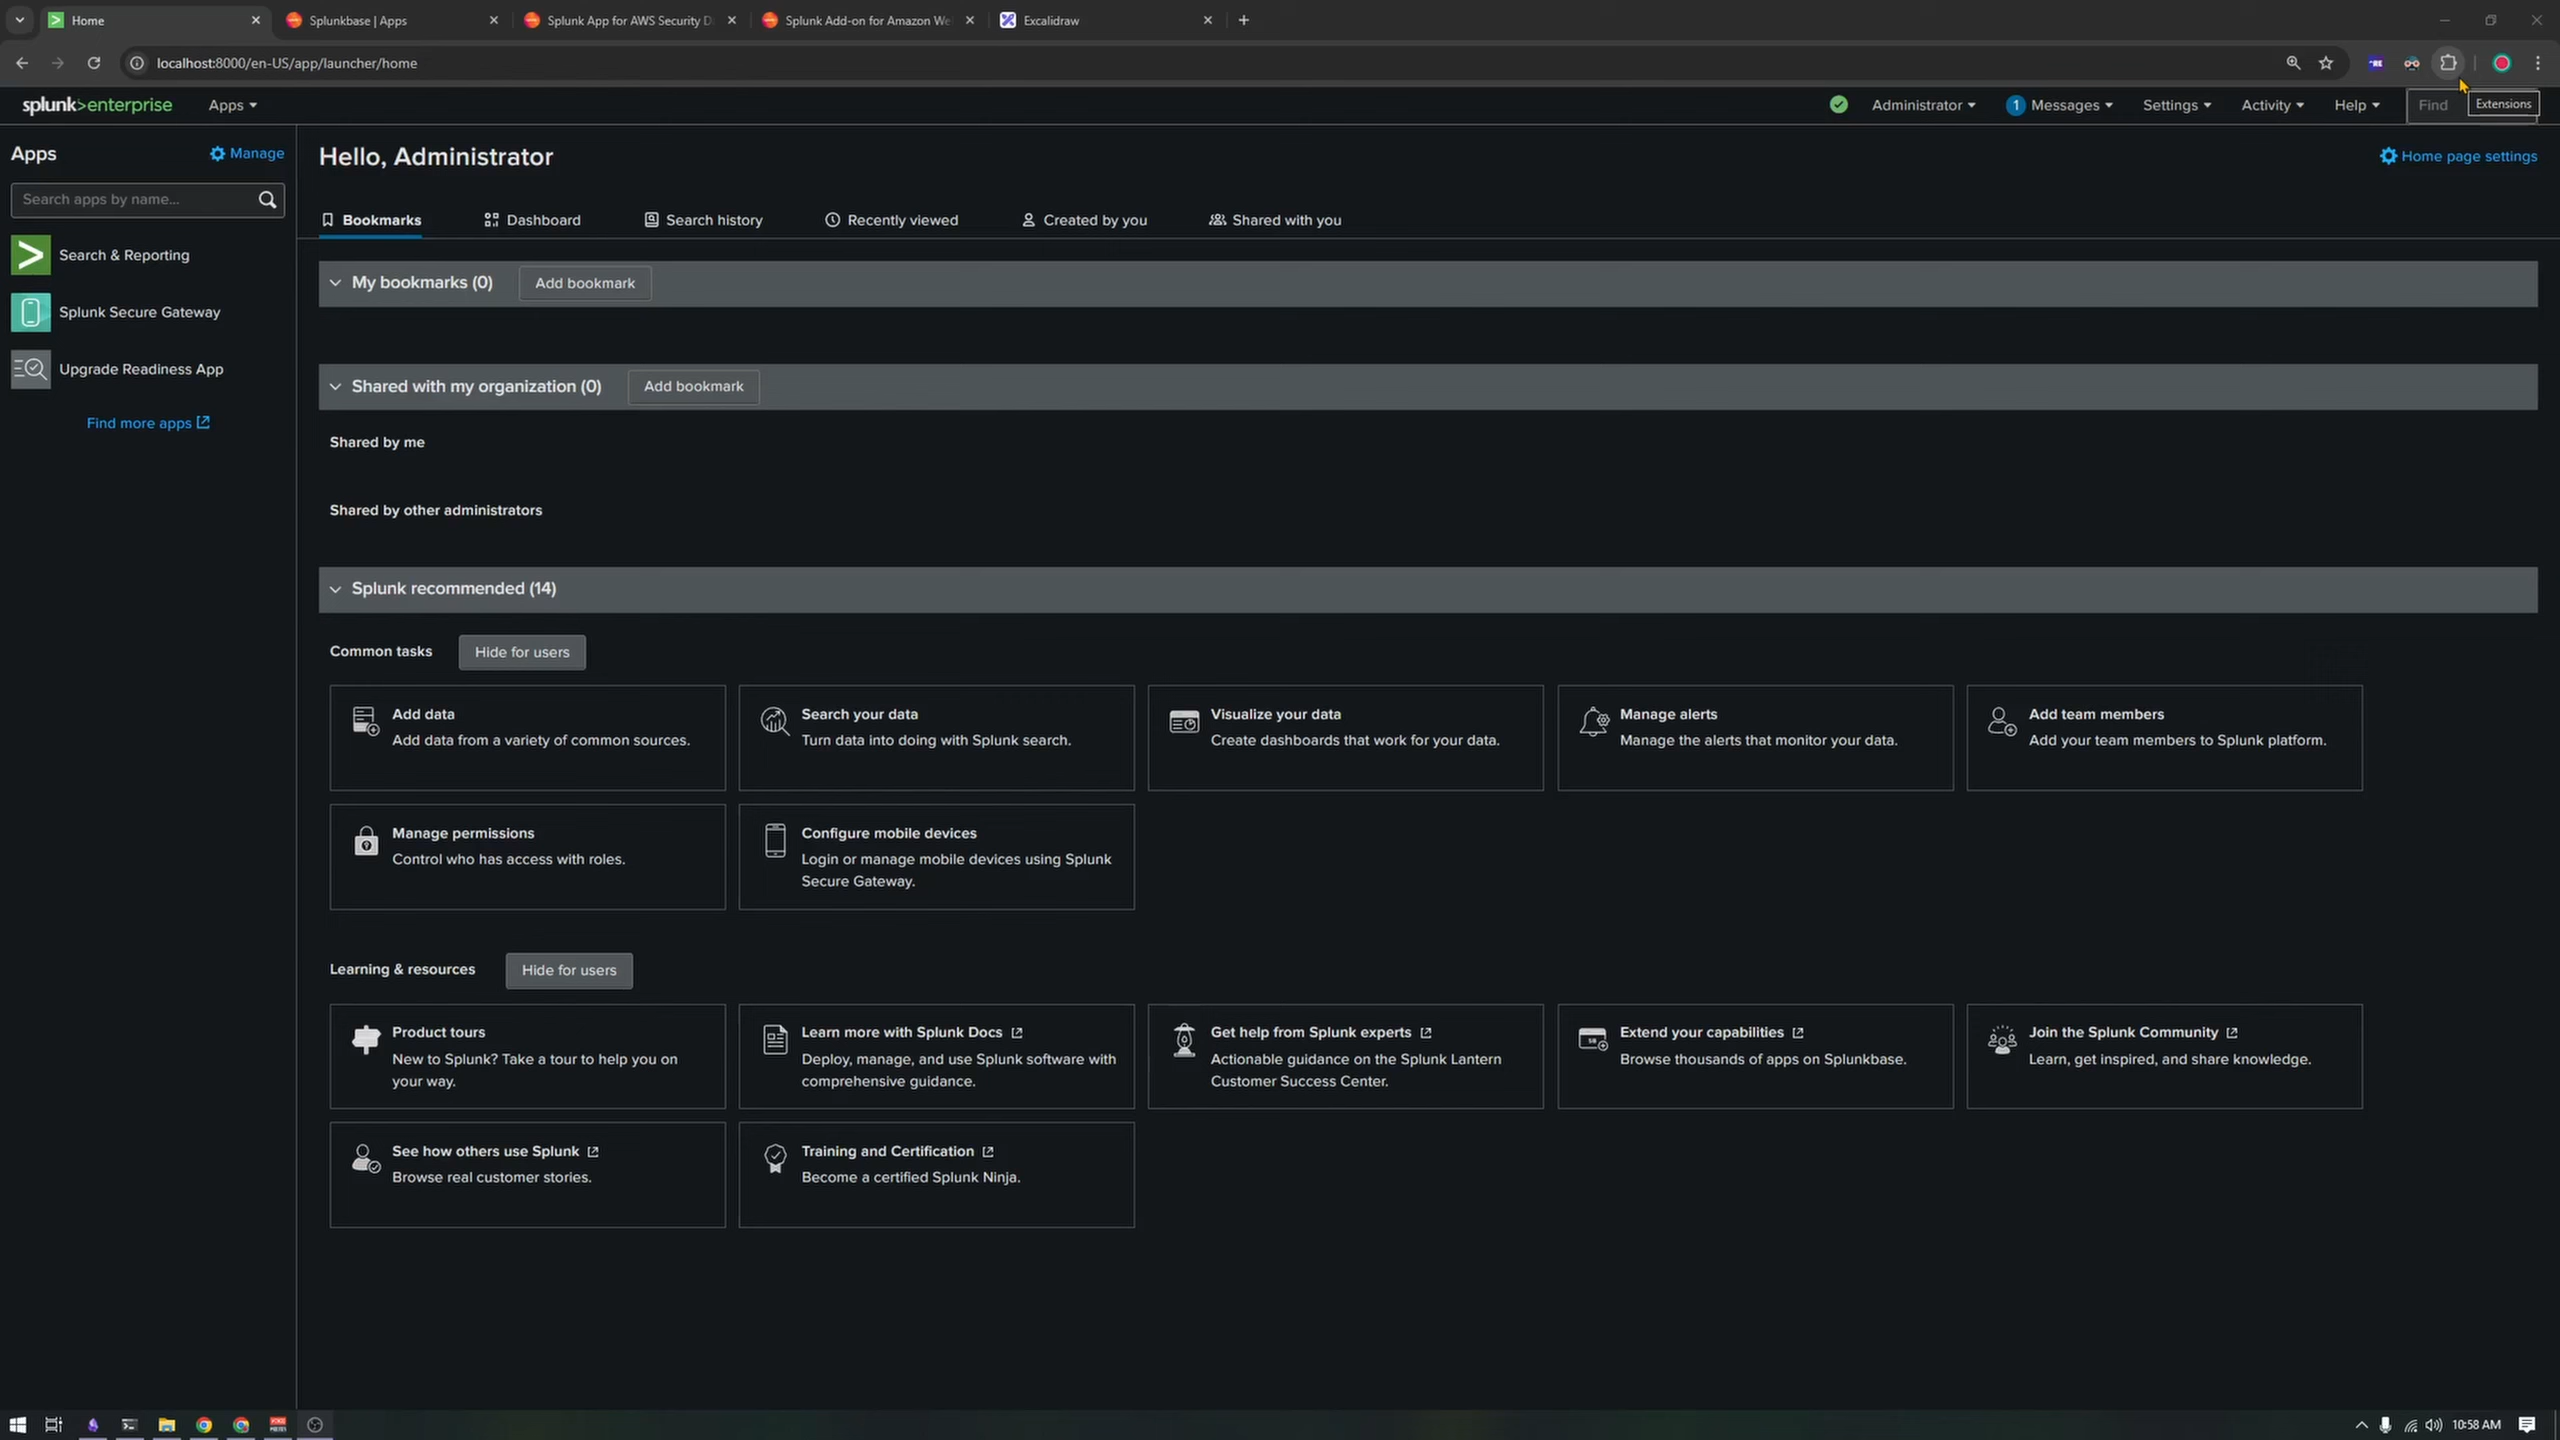 Home
Splunkbase | Apps
Splunk App for AWS Security D
Splunk Add-on for Amazon We
Excalidraw
localhost:8000/en-US/app/launcher/home
splunk>enterprise
Apps
Administrator
1
Messages
Settings
Activity
Help
Find
Extensions
Apps
Manage
Search apps by name...
Search & Reporting
Splunk Secure Gateway
Upgrade Readiness App
Find more apps
Hello, Administrator
Home page settings
Bookmarks
Dashboard
Search history
Recently viewed
Created by you
Shared with you
My bookmarks (0)
Add bookmark
Shared with my organization (0)
Add bookmark
Shared by me
Shared by other administrators
Splunk recommended (14)
Common tasks
Hide for users
Add data
Add data from a variety of common sources.
Search your data
Turn data into doing with Splunk search.
Visualize your data
Create dashboards that work for your data.
Manage alerts
Manage the alerts that monitor your data.
Add team members
Add your team members to Splunk platform.
Manage permissions
Control who has access with roles.
Configure mobile devices
Login or manage mobile devices using Splunk
Secure Gateway.
Learning & resources
Hide for users
Product tours
New to Splunk? Take a tour to help you on
your way.
Learn more with Splunk Docs
Deploy, manage, and use Splunk software with
comprehensive guidance.
Get help from Splunk experts
Actionable guidance on the Splunk Lantern
Customer Success Center.
Extend your capabilities
Browse thousands of apps on Splunkbase.
Join the Splunk Community
Learn, get inspired, and share knowledge.
See how others use Splunk
Browse real customer stories.
Training and Certification
Become a certified Splunk Ninja.
10:58 AM